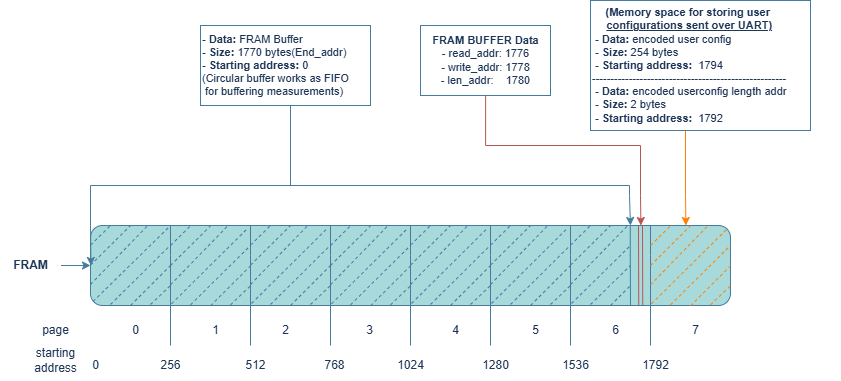 - Data: FRAM Buffer
- Size: 1770 bytes(End_addr)
- Starting address: 0
(Circular buffer works as FIFO
for buffering measurements)
FRAM BUFFER Data
- read_addr: 1776
- write_addr: 1778
- len_addr: 1780
(Memory space for storing user
configurations sent over UART)
- Data: encoded user config
- Size: 254 bytes
- Starting address: 1794
- Data: encoded userconfig length addr
- Size: 2 bytes
- Starting address: 1792
FRAM
page 0 1 2 3 4 5 6 7
starting
address 0 256 512 768 1024 1280 1536 1792